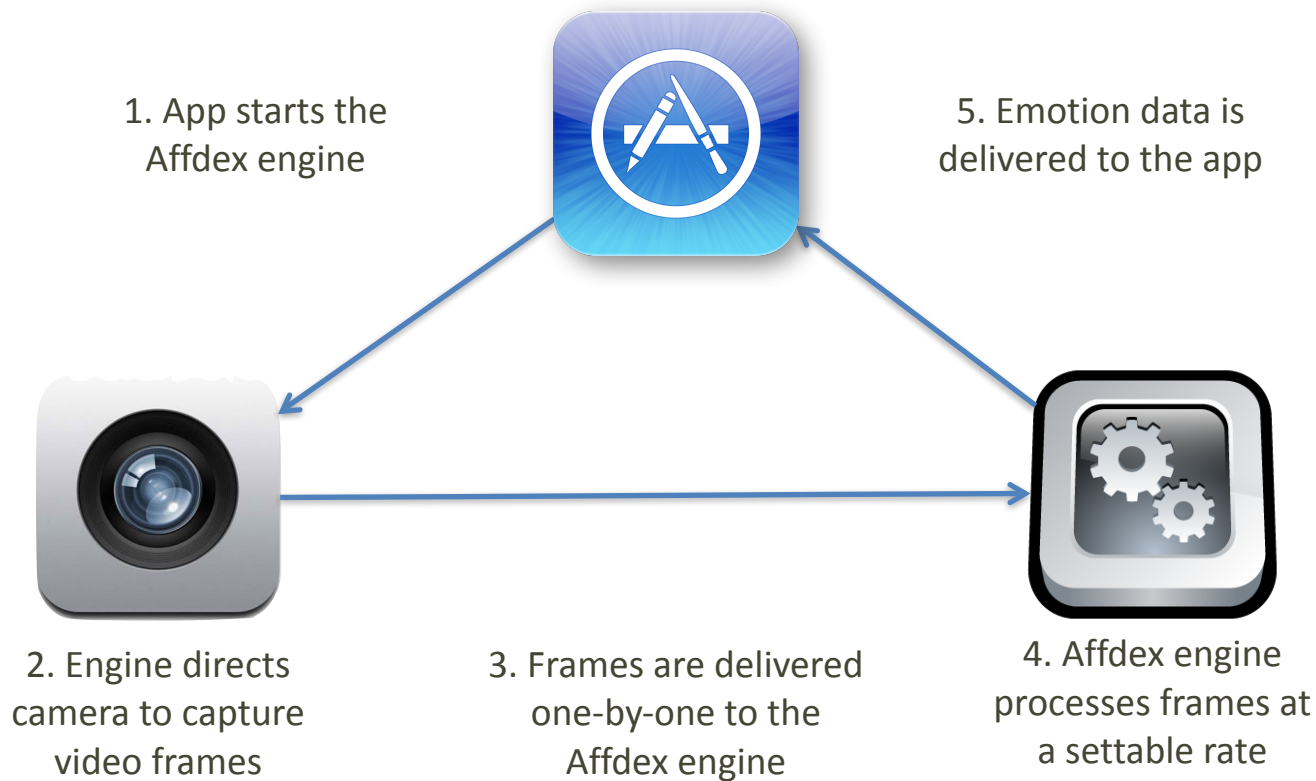 1. App starts the
Affdex engine
5. Emotion data is
delivered to the app
2. Engine directs
camera to capture
video frames
3. Frames are delivered
one-by-one to the
Affdex engine
4. Affdex engine
processes frames at
a settable rate